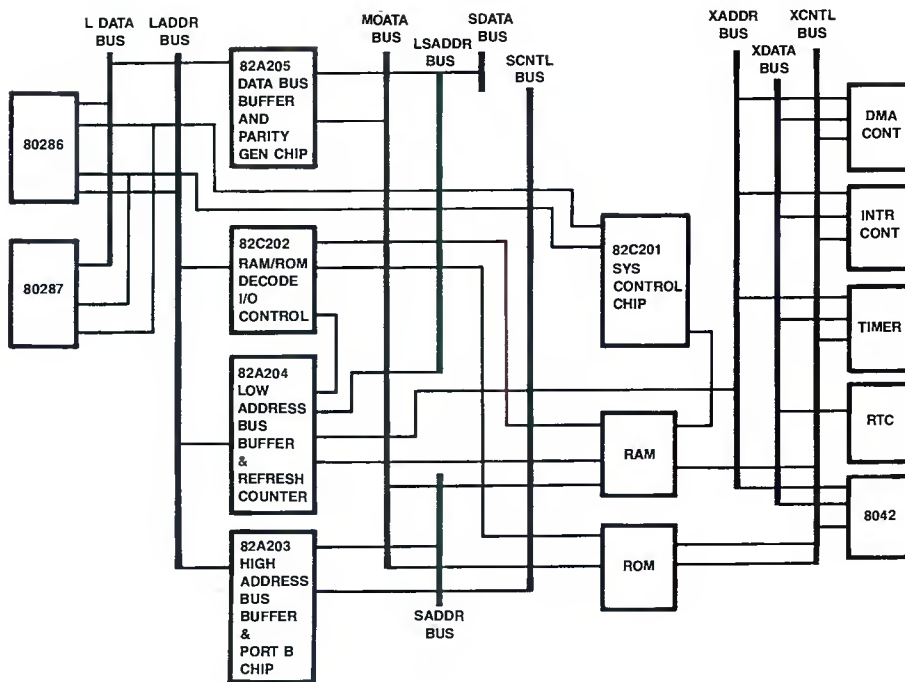 L DATA
BUS
LADDR
BUS
MOATA
BUS
LSADDR
BUS
SDATA
BUS
SCNTL
BUS
XADDR
BUS
XDATA
BUS
XCNTL
BUS
80286
80287
82A205
DATA BUS
BUFFER
AND
PARITY
GEN CHIP
82C202
RAM/ROM
DECODE
I/O
CONTROL
82A204
LOW
ADDRESS
BUS
BUFFER
&
REFRESH
COUNTER
82A203
HIGH
ADDRESS
BUS
BUFFER
&
PORT B
CHIP
SADDR
BUS
82C201
SYS
CONTROL
CHIP
RAM
ROM
DMA
CONT
INTR
CONT
TIMER
RTC
8042